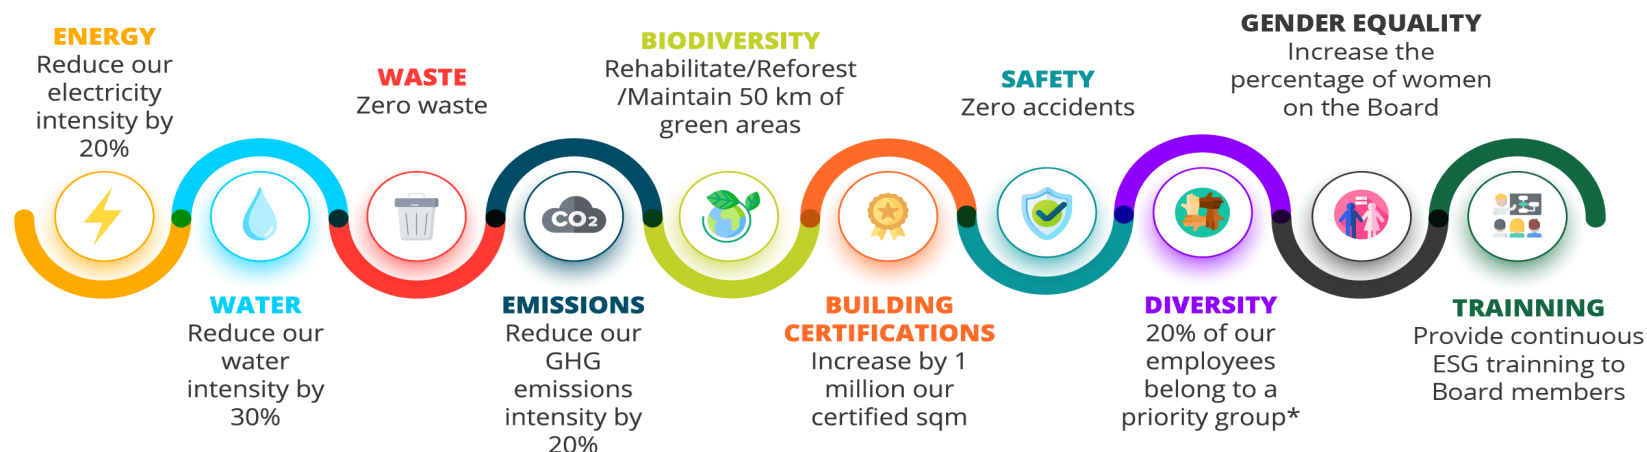 ENERGY
Reduce our
electricity
intensity by
20%
WATER
Reduce our
water
intensity by
30%
WASTE
Zero waste
CO₂
EMISSIONS
Reduce our
GHG
emissions
intensity by
20%
BIODIVERSITY
Rehabilitate/Reforest
/Maintain 50 km of
green areas
BUILDING
CERTIFICATIONS
Increase by 1
million our
certified sqm
SAFETY
Zero accidents
DIVERSITY
20% of our
employees
belong to a
priority group*
GENDER EQUALITY
Increase the
percentage of women
on the Board
TRAINNING
Provide continuous
ESG trainning to
Board members